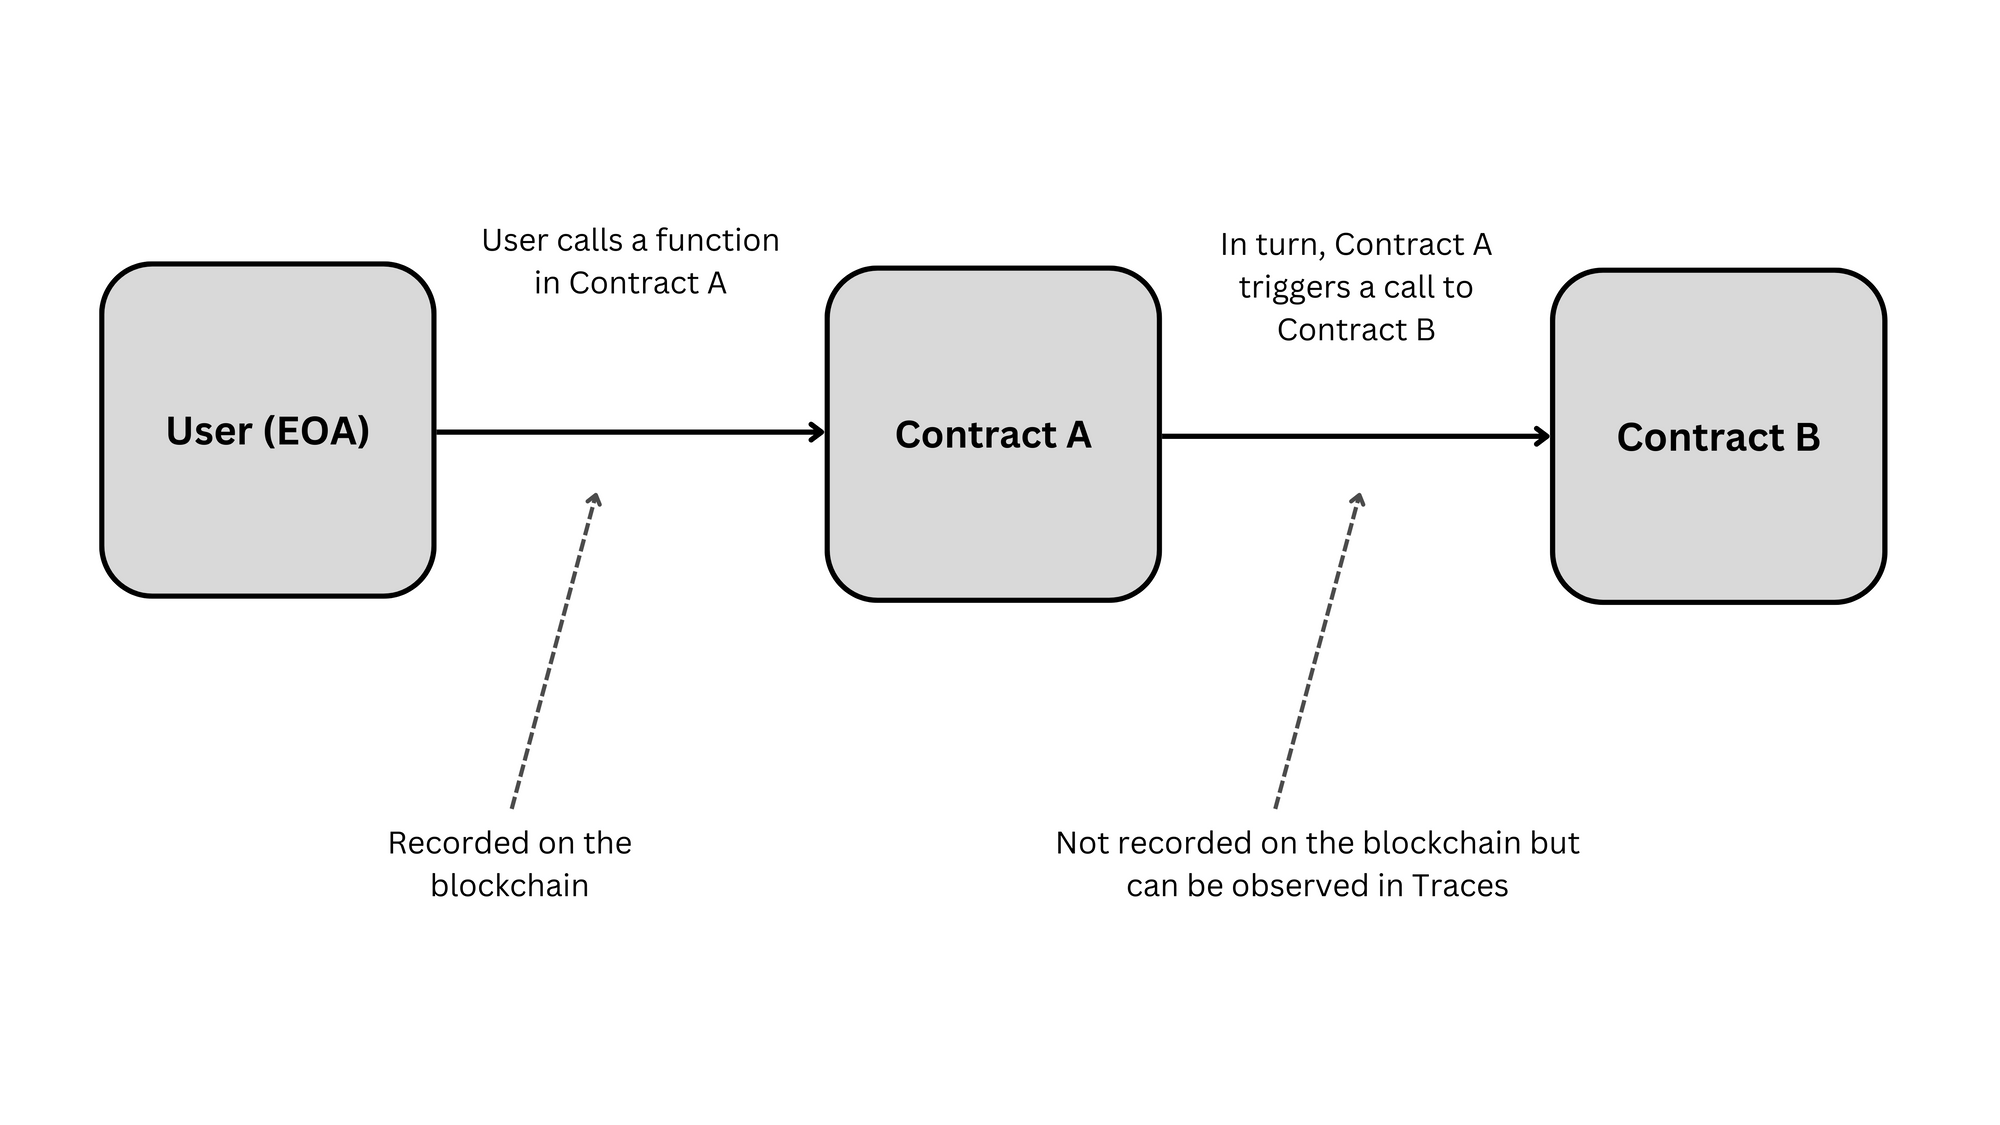 User calls a function
in Contract A
In turn, Contract A
triggers a call to
Contract B
User (EOA)
Contract A
Contract B
Recorded on the
blockchain
Not recorded on the blockchain but
can be observed in Traces